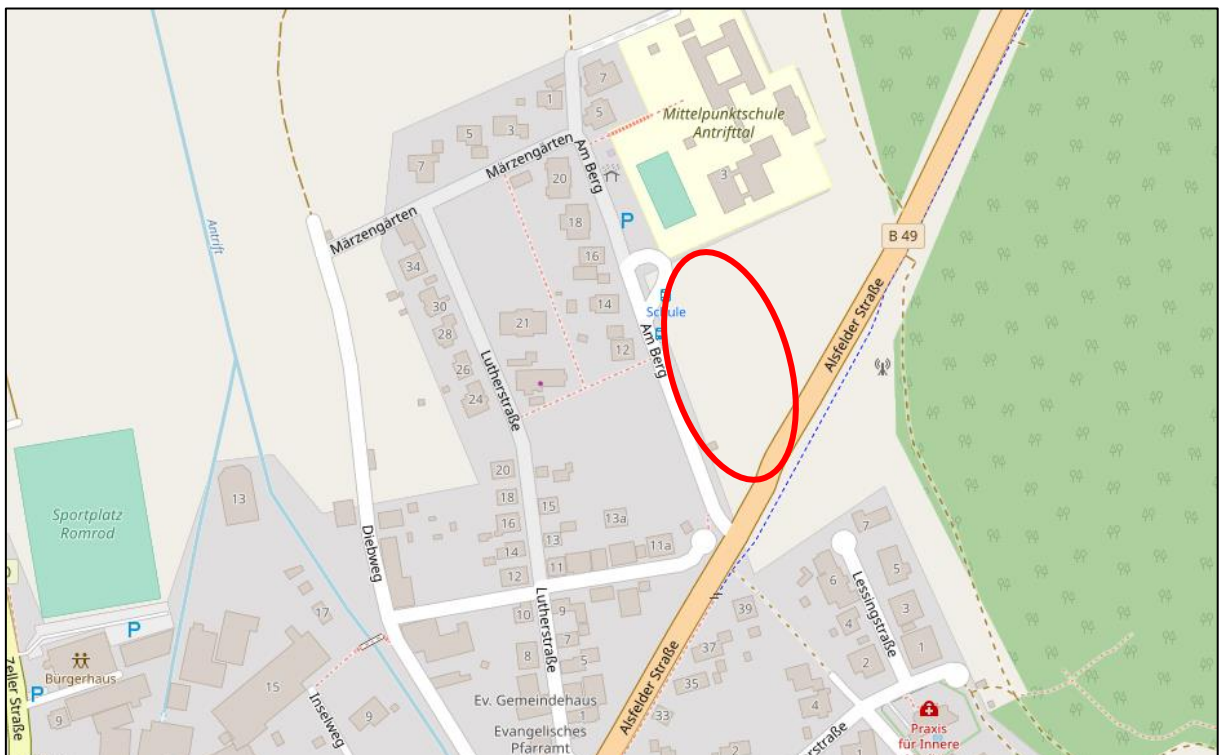 7
1
5
Mittelpunktschule
Antrifttal
3
5
7
Märzengärten
Am Berg
3
20
P
18
Märzengärten
Antrift
B 49
16
34
Schule
14
30
21
28
12
Am Berg
Alsfelder Straße
26
24
Lutherstraße
20
13
18
15
Sportplatz
Romrod
16
13a
Diebweg
14
13
11a
7
11
12
6
5
Lessingstraße
10
9
39
3
17
P
Lutherstraße
7
4
37
1
8
5
2
Bürgerhaus
Zeller Straße
15
35
P
Ev. Gemeindehaus
Alsfelder Straße
4
9
Inselweg
9
1
33
Evangelisches
Pfarramt
2
Praxis
für Innere